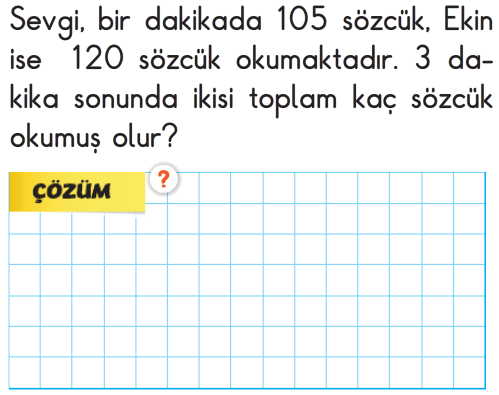 Sevgi, bir dakikada 105 sözcük, Ekin
ise 120 sözcük okumaktadır. 3 da-
kika sonunda ikisi toplam kaç sözcük
okumuş olur?
ÇÖZÜM ?